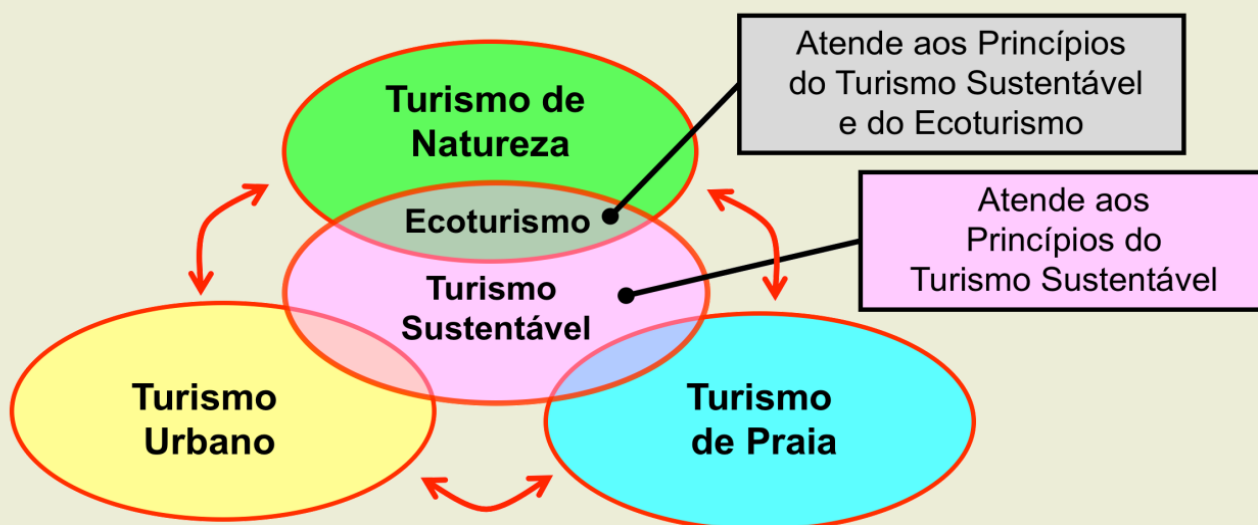 Turismo de
Natureza
Atende aos Princípios
do Turismo Sustentável
e do Ecoturismo
Ecoturismo
Atende aos
Princípios do
Turismo Sustentável
Turismo
Sustentável
Turismo
Urbano
Turismo
de Praia